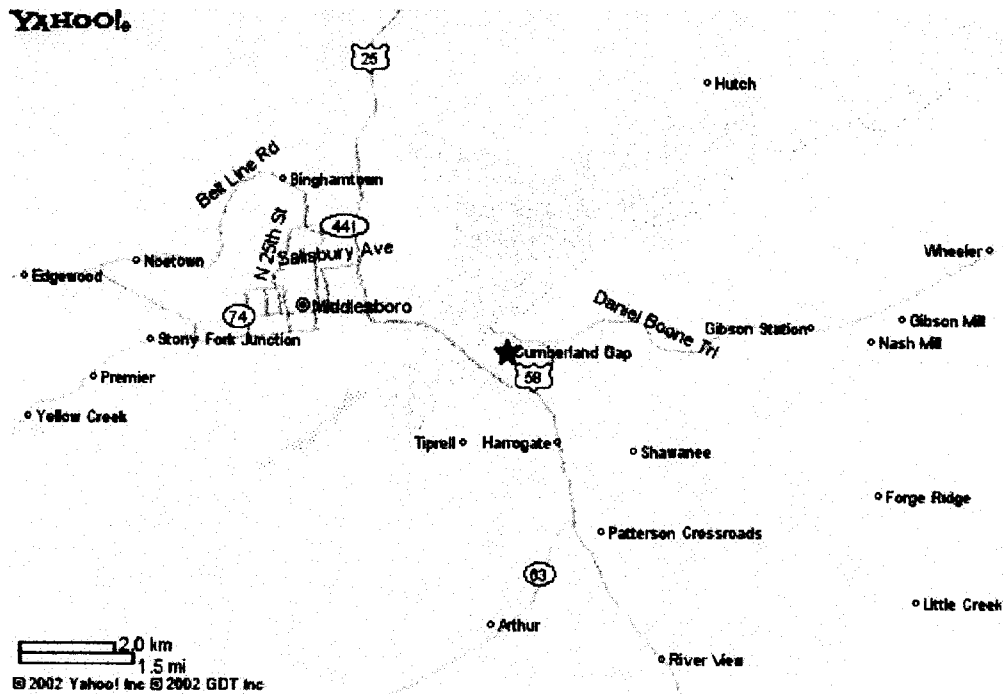 YAHOO!®
25
Hutch
Belt Line Rd
Binghamtown
441
N 25th St
Salisbury Ave
Wheeler
Noetown
Edgewood
Middlesboro
74
Daniel Boone Trl
Gibson Station
Gibson Mill
Stony Fork Junction
Nash Mill
Cumberland Gap
58
Premier
Yellow Creek
Tiprell
Harrogate
Shawanee
Forge Ridge
Patterson Crossroads
63
Little Creek
Arthur
2.0 km
River View
1.5 mi
© 2002 Yahoo! Inc © 2002 GDT Inc